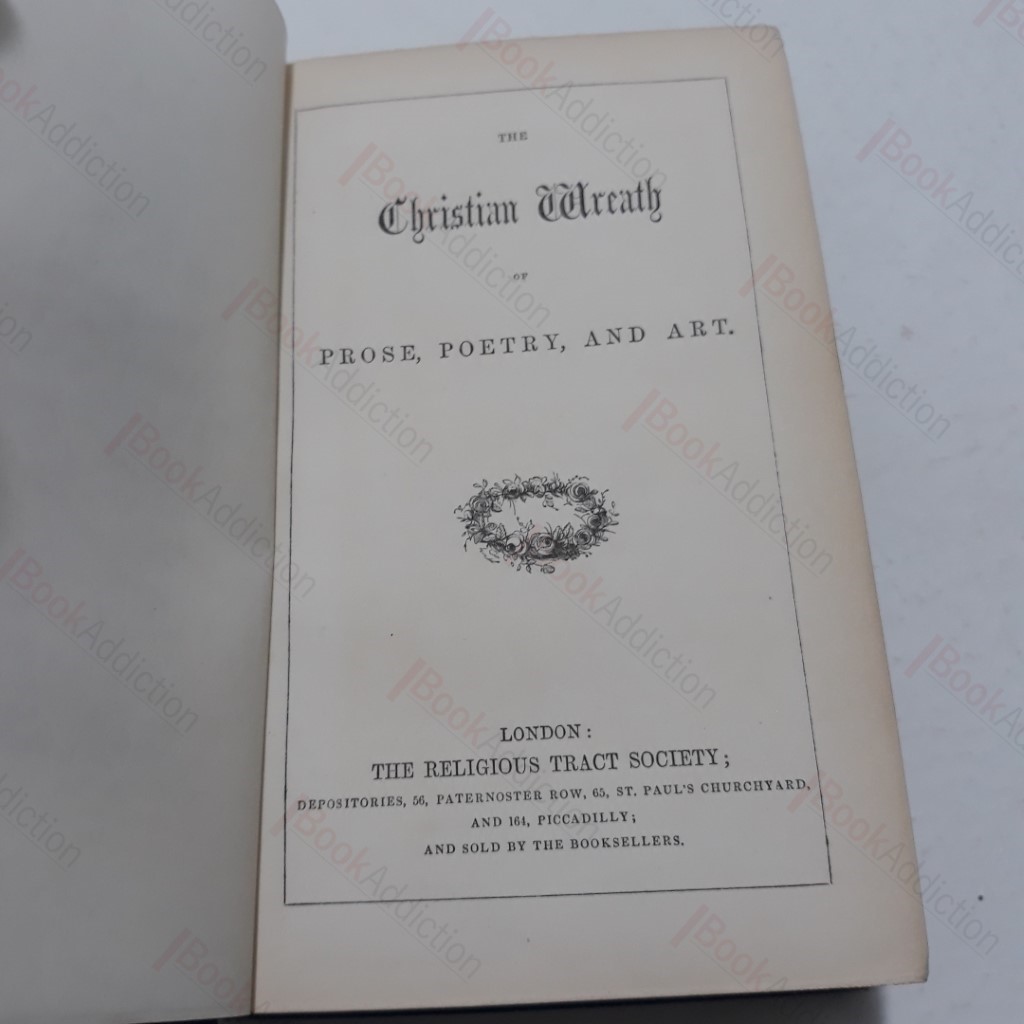 THE
Christian Wreath
OF
PROSE, POETRY, AND ART.
LONDON:
THE RELIGIOUS TRACT SOCIETY;
DEPOSITORIES, 56, PATERNOSTER ROW, 65, ST. PAUL'S CHURCHYARD,
AND 164, PICCADILLY;
AND SOLD BY THE BOOKSELLERS.
BookAddiction